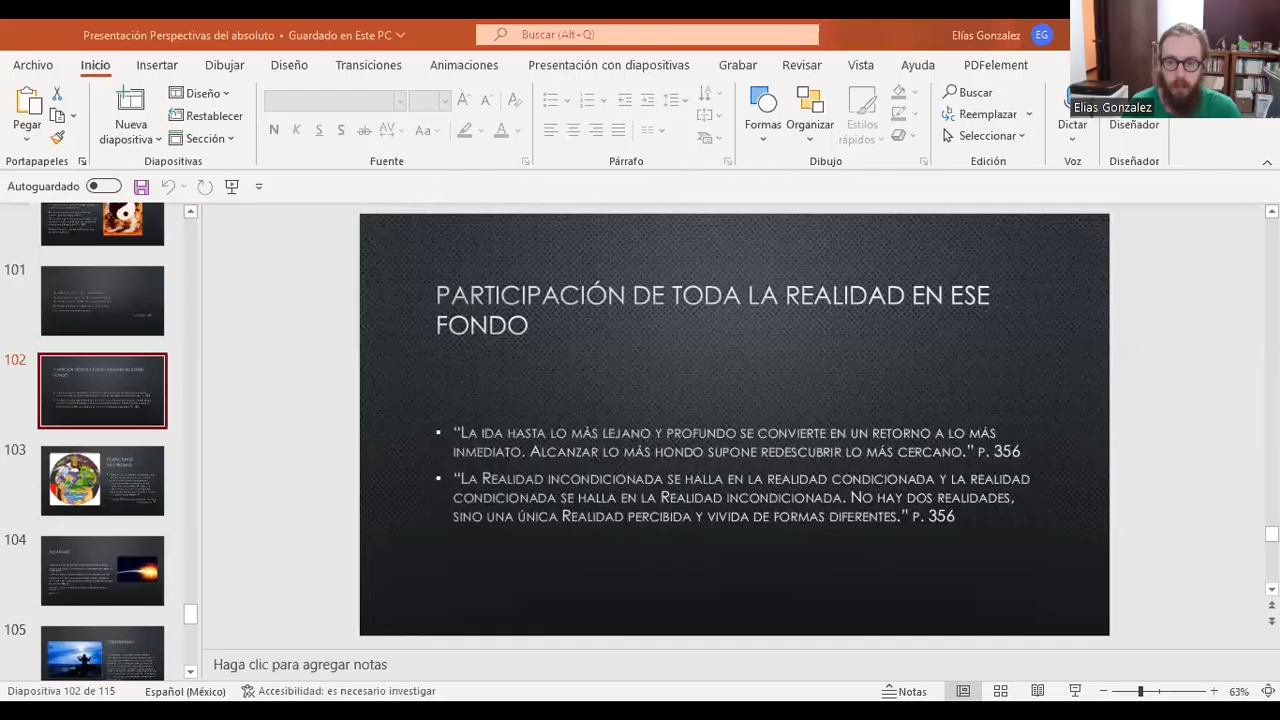 Presentación Perspectivas del absoluto • Guardado en Este PC
Buscar (Alt+Q)
Elías Gonzalez
EG
Elías Gonzalez
Archivo Inicio Insertar Dibujar Diseño Transiciones Animaciones Presentación con diapositivas Grabar Revisar Vista Ayuda PDFelement
Pegar
Nueva diapositiva
Diseño
Restablecer
Sección
N K S S ab AV Aa A
Formas
Organizar
Estilos rápidos
Buscar
Reemplazar
Seleccionar
Dictar
Diseñador
Portapapeles Diapositivas Fuente Párrafo Dibujo Edición Voz Diseñador
Autoguardado
101
102
103
104
105
PARTICIPACIÓN DE TODA LA REALIDAD EN ESE
FONDO
“LA IDA HASTA LO MÁS LEJANO Y PROFUNDO SE CONVIERTE EN UN RETORNO A LO MÁS
INMEDIATO. ALCANZAR LO MÁS HONDO SUPONE REDESCUBRIR LO MÁS CERCANO.” P. 356
“LA REALIDAD INCONDICIONADA SE HALLA EN LA REALIDAD CONDICIONADA Y LA REALIDAD
CONDICIONADA SE HALLA EN LA REALIDAD INCONDICIONADA. NO HAY DOS REALIDADES,
SINO UNA ÚNICA REALIDAD PERCIBIDA Y VIVIDA DE FORMAS DIFERENTES.” P. 356
Haga clic para agregar notas
Diapositiva 102 de 115 Español (México) Accesibilidad: es necesario investigar Notas 63%